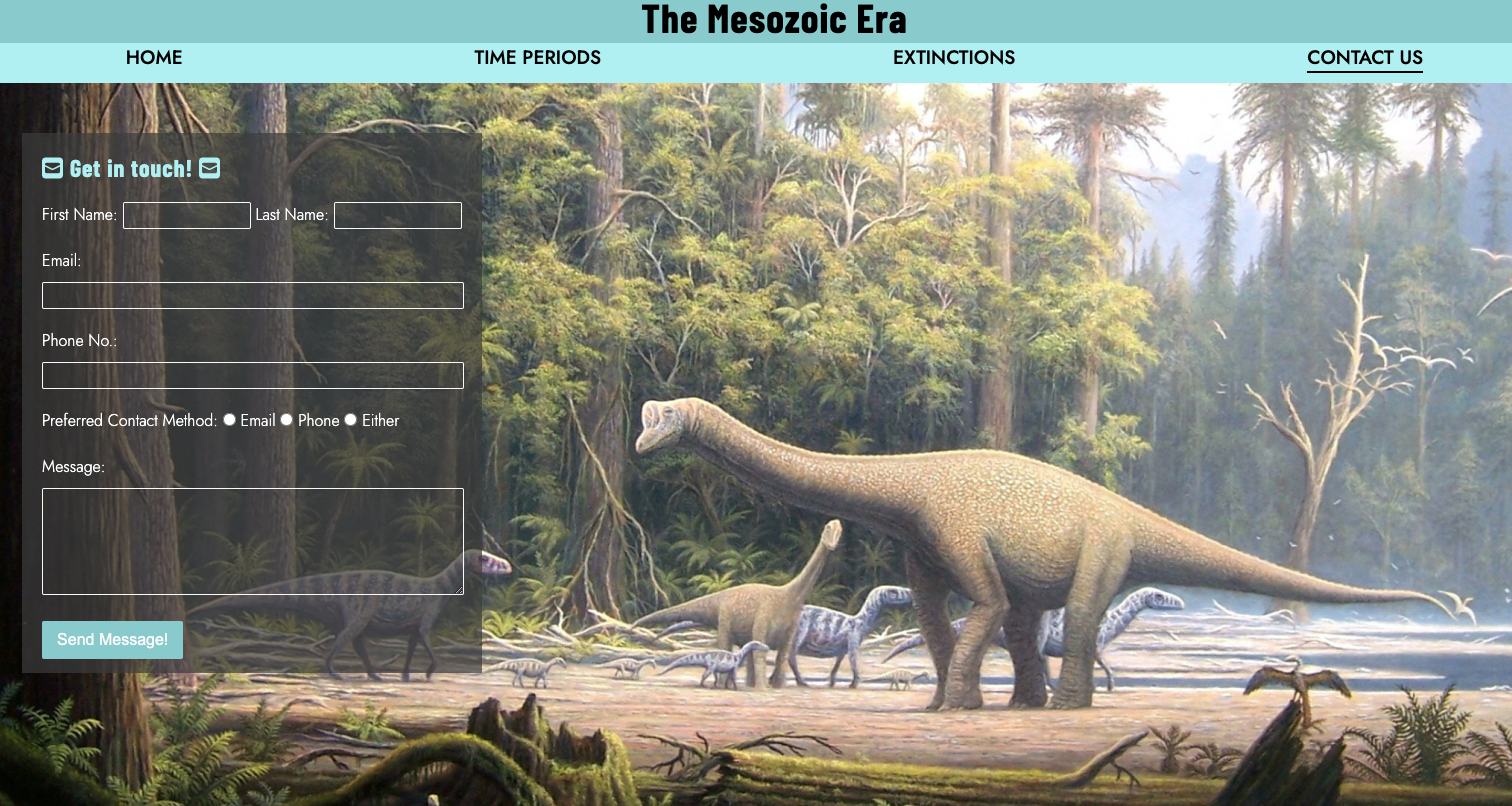 The Mesozoic Era
HOME TIME PERIODS EXTINCTIONS CONTACT US
Get in touch!
First Name: Last Name:
Email:
Phone No.:
Preferred Contact Method: Email Phone Either
Message:
Send Message!